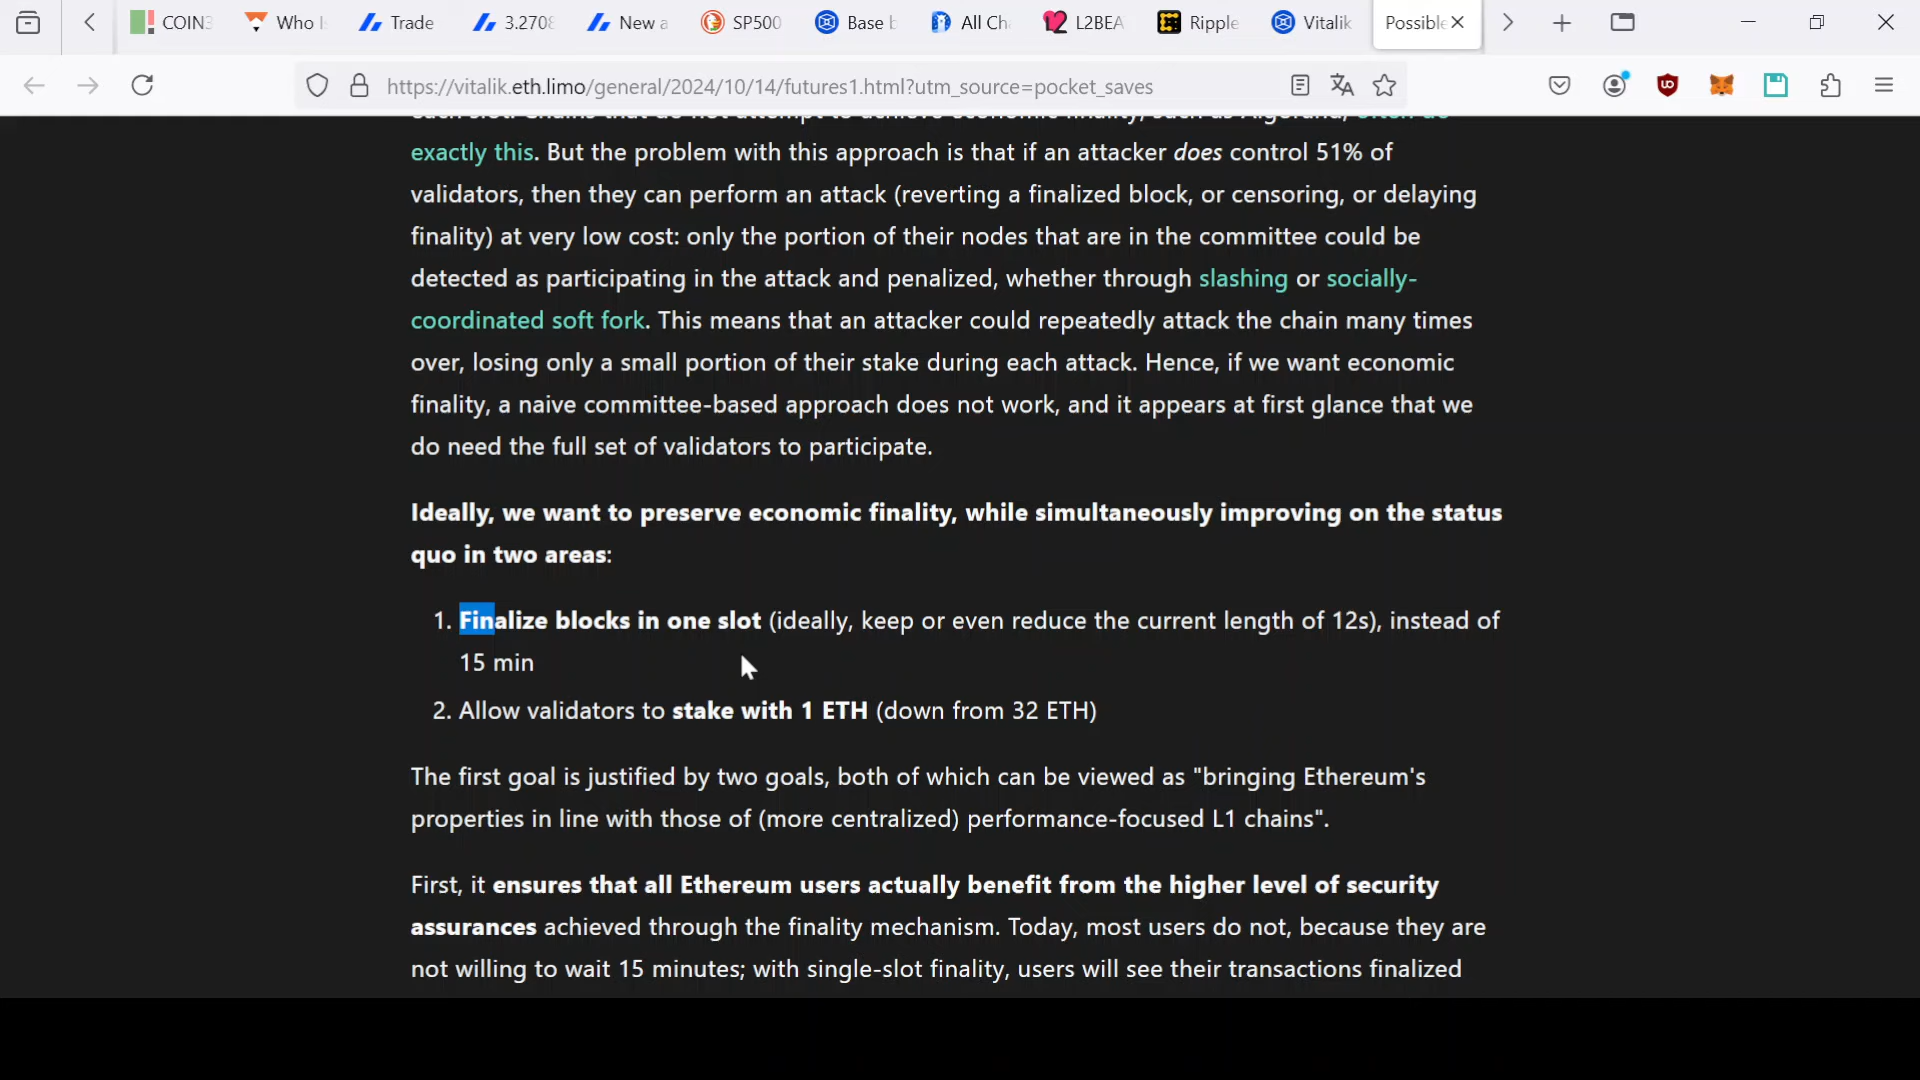 COIN3
Who I
Trade
3.2708
New a
SP500
Base b
All Ch
L2BEA
Ripple
Vitalik
Possible
https://vitalik.eth.limo/general/2024/10/14/futures1.html?utm_source=pocket_saves
each slot. Chains that do not attempt to achieve economic finality, such as Algorand, often do
exactly this. But the problem with this approach is that if an attacker does control 51% of
validators, then they can perform an attack (reverting a finalized block, or censoring, or delaying
finality) at very low cost: only the portion of their nodes that are in the committee could be
detected as participating in the attack and penalized, whether through slashing or socially-
coordinated soft fork. This means that an attacker could repeatedly attack the chain many times
over, losing only a small portion of their stake during each attack. Hence, if we want economic
finality, a naive committee-based approach does not work, and it appears at first glance that we
do need the full set of validators to participate.
Ideally, we want to preserve economic finality, while simultaneously improving on the status
quo in two areas:
1. Finalize blocks in one slot (ideally, keep or even reduce the current length of 12s), instead of
15 min
2. Allow validators to stake with 1 ETH (down from 32 ETH)
The first goal is justified by two goals, both of which can be viewed as "bringing Ethereum's
properties in line with those of (more centralized) performance-focused L1 chains".
First, it ensures that all Ethereum users actually benefit from the higher level of security
assurances achieved through the finality mechanism. Today, most users do not, because they are
not willing to wait 15 minutes; with single-slot finality, users will see their transactions finalized